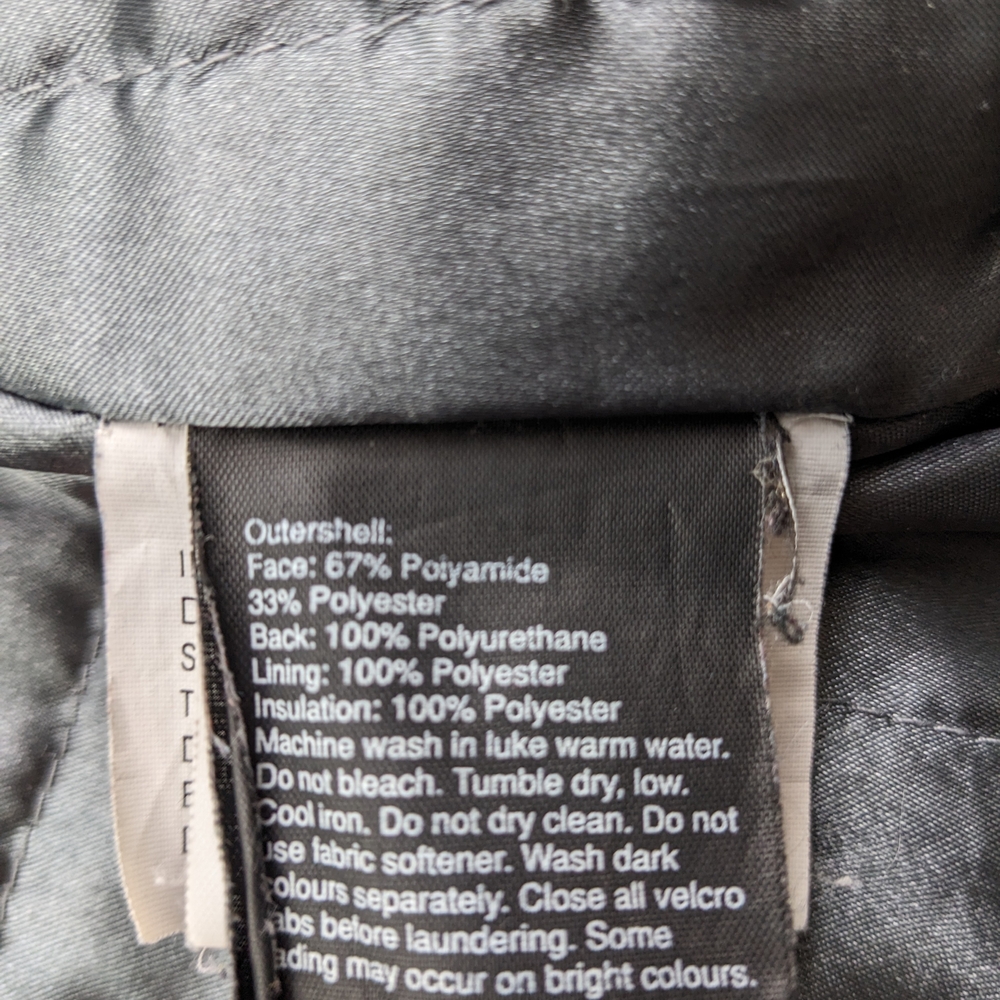 Outershell:
Face: 67% Polyamide
33% Polyester
Back: 100% Polyurethane
Lining: 100% Polyester
Insulation: 100% Polyester
Machine wash in luke warm water.
Do not bleach. Tumble dry, low.
Cool iron. Do not dry clean. Do not
use fabric softener. Wash dark
colours separately. Close all velcro
tabs before laundering. Some
fading may occur on bright colours.